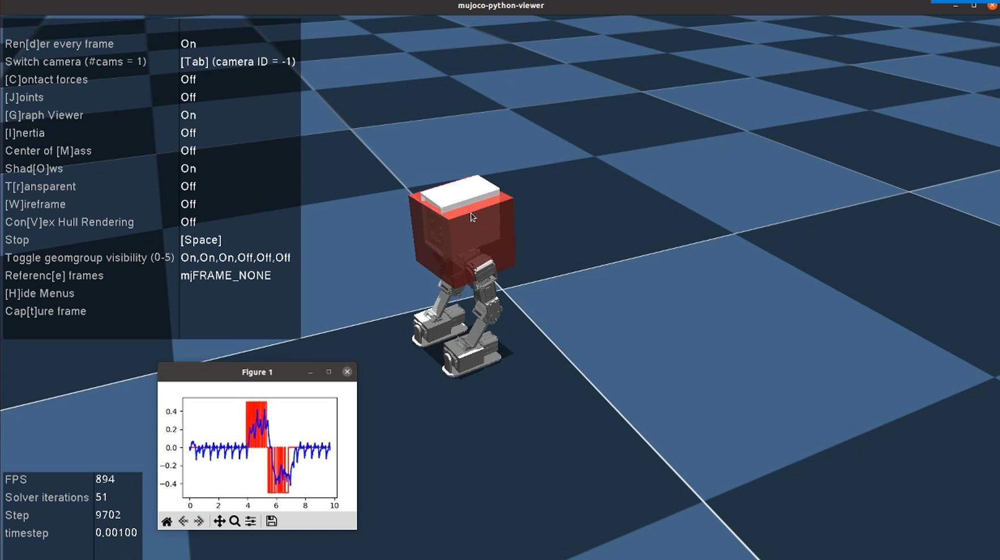 mujoco-python-viewer
Ren[d]er every frame On
Switch camera (#cams = 1) [Tab] (camera ID = -1)
[C]ontact forces Off
[J]oints Off
[G]raph Viewer On
[I]nertia Off
Center of [M]ass Off
Shad[O]ws On
T[r]ansparent Off
[W]ireframe Off
Con[V]ex Hull Rendering Off
Stop [Space]
Toggle geomgroup visibility (0-5) On,On,On,Off,Off,Off
Referenc[e] frames mjFRAME_NONE
[H]ide Menus
Cap[t]ure frame
Figure 1
0.4
0.2
0.0
−0.2
−0.4
0 2 4 6 8 10
FPS 894
Solver iterations 51
Step 9702
timestep 0.00100